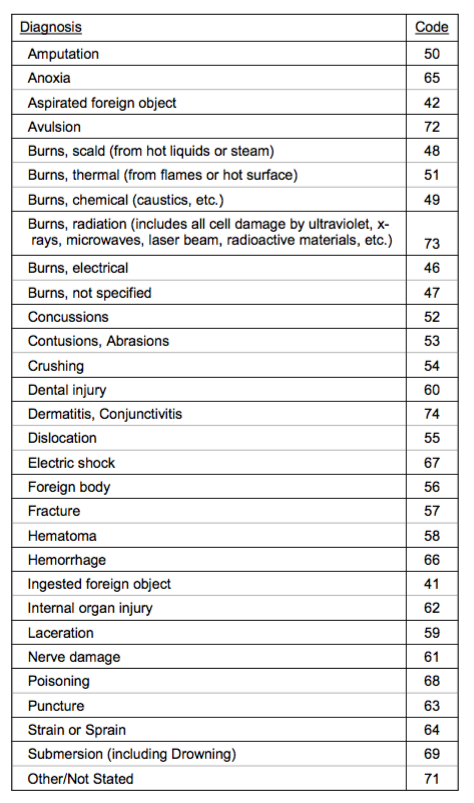 Diagnosis Code
Amputation 50
Anoxia 65
Aspirated foreign object 42
Avulsion 72
Burns, scald (from hot liquids or steam) 48
Burns, thermal (from flames or hot surface) 51
Burns, chemical (caustics, etc.) 49
Burns, radiation (includes all cell damage by ultraviolet, x-
rays, microwaves, laser beam, radioactive materials, etc.) 73
Burns, electrical 46
Burns, not specified 47
Concussions 52
Contusions, Abrasions 53
Crushing 54
Dental injury 60
Dermatitis, Conjunctivitis 74
Dislocation 55
Electric shock 67
Foreign body 56
Fracture 57
Hematoma 58
Hemorrhage 66
Ingested foreign object 41
Internal organ injury 62
Laceration 59
Nerve damage 61
Poisoning 68
Puncture 63
Strain or Sprain 64
Submersion (including Drowning) 69
Other/Not Stated 71